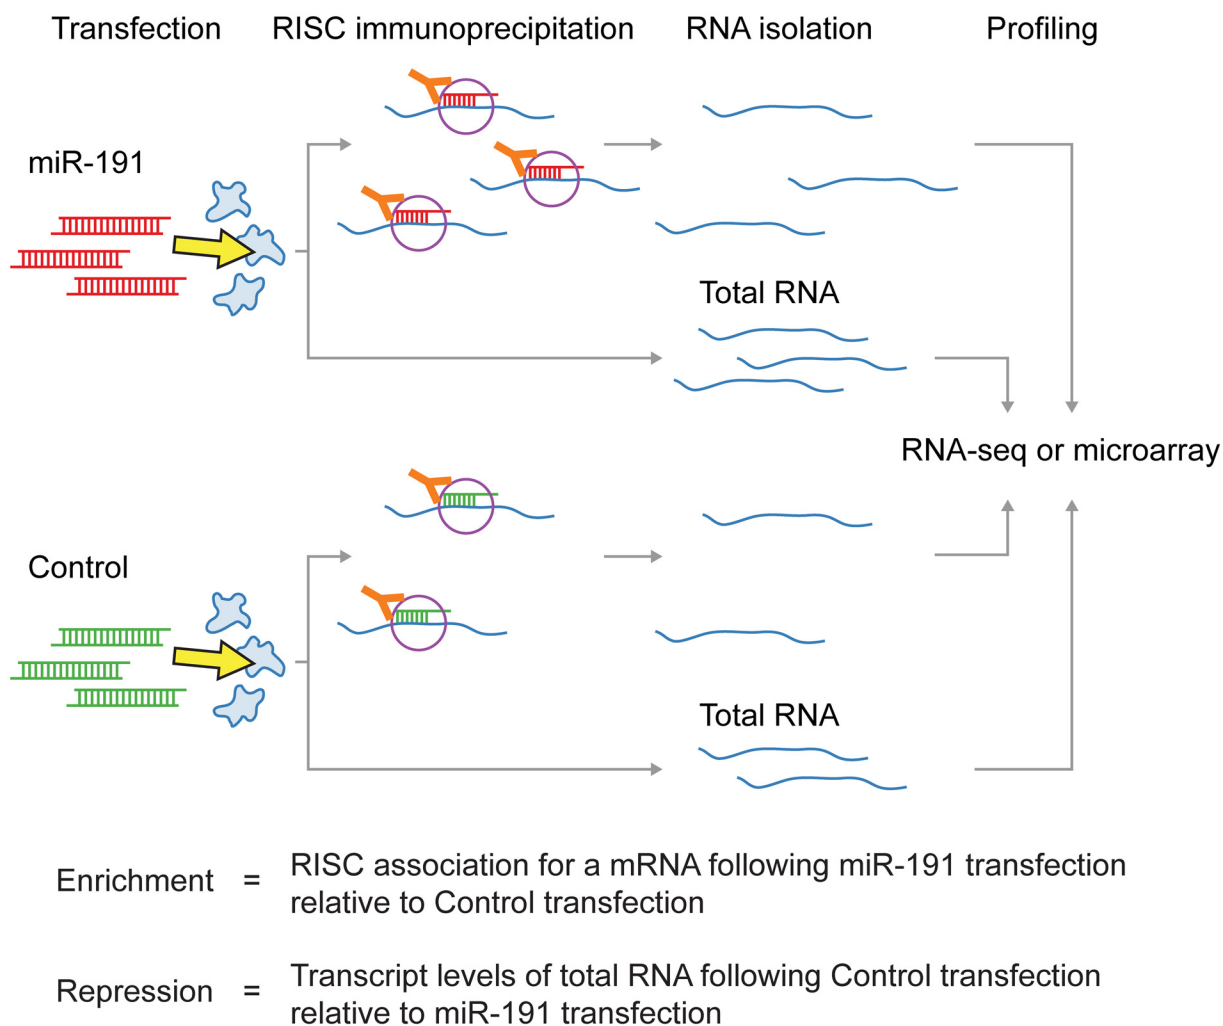 Transfection
RISC immunoprecipitation
RNA isolation
Profiling
miR-191
Total RNA
RNA-seq or microarray
Control
Total RNA
Enrichment = RISC association for a mRNA following miR-191 transfection
relative to Control transfection
Repression = Transcript levels of total RNA following Control transfection
relative to miR-191 transfection